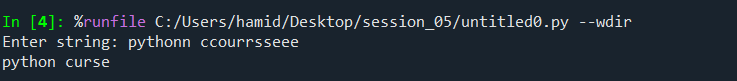 In [4]: %runfile C:/Users/hamid/Desktop/session_05/untitled0.py --wdir
Enter string: pythonn ccourrsseee
python curse